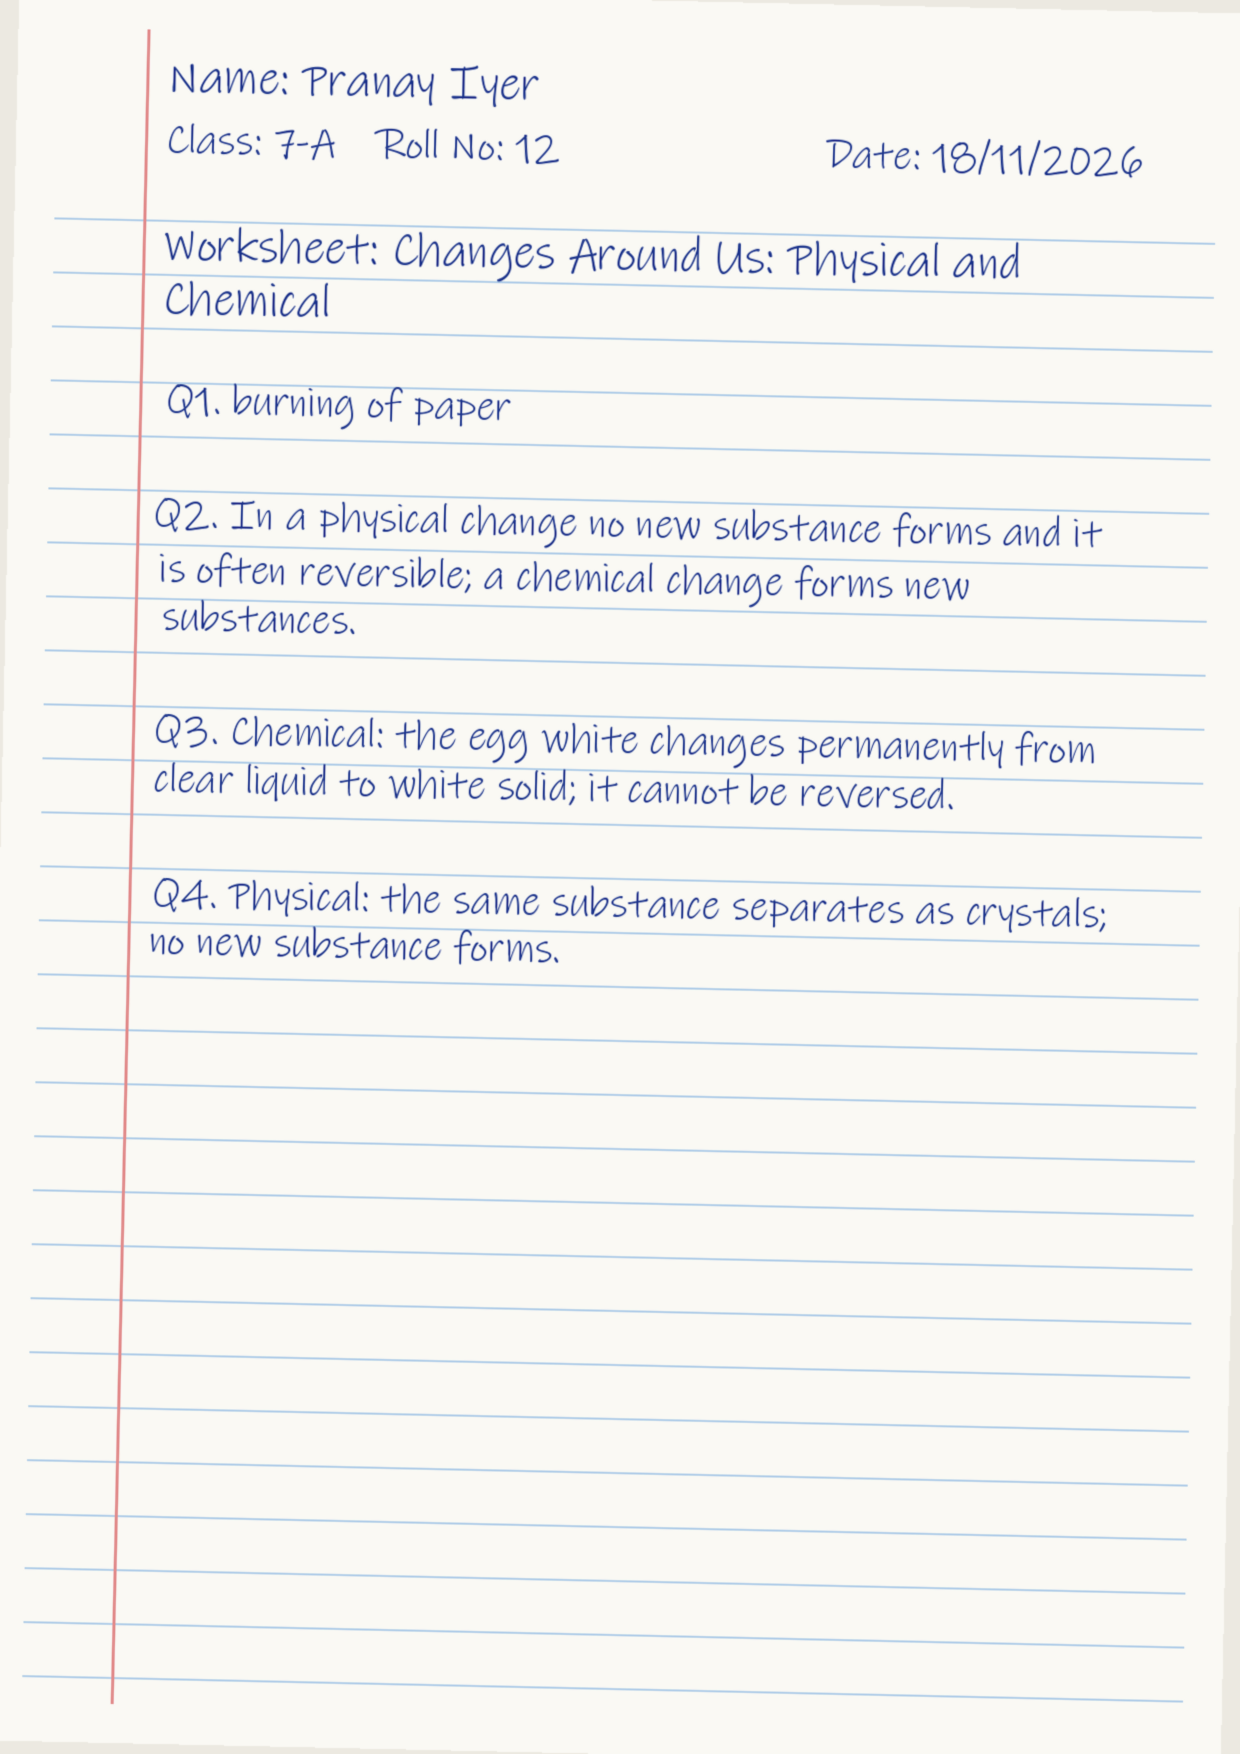 Name: Pranay Iyer
Class: 7-A Roll No: 12
Date: 18/11/2026
Worksheet: Changes Around Us: Physical and
Chemical
Q1. burning of paper
Q2. In a physical change no new substance forms and it
is often reversible; a chemical change forms new
substances.
Q3. Chemical: the egg white changes permanently from
clear liquid to white solid; it cannot be reversed.
Q4. Physical: the same substance separates as crystals;
no new substance forms.